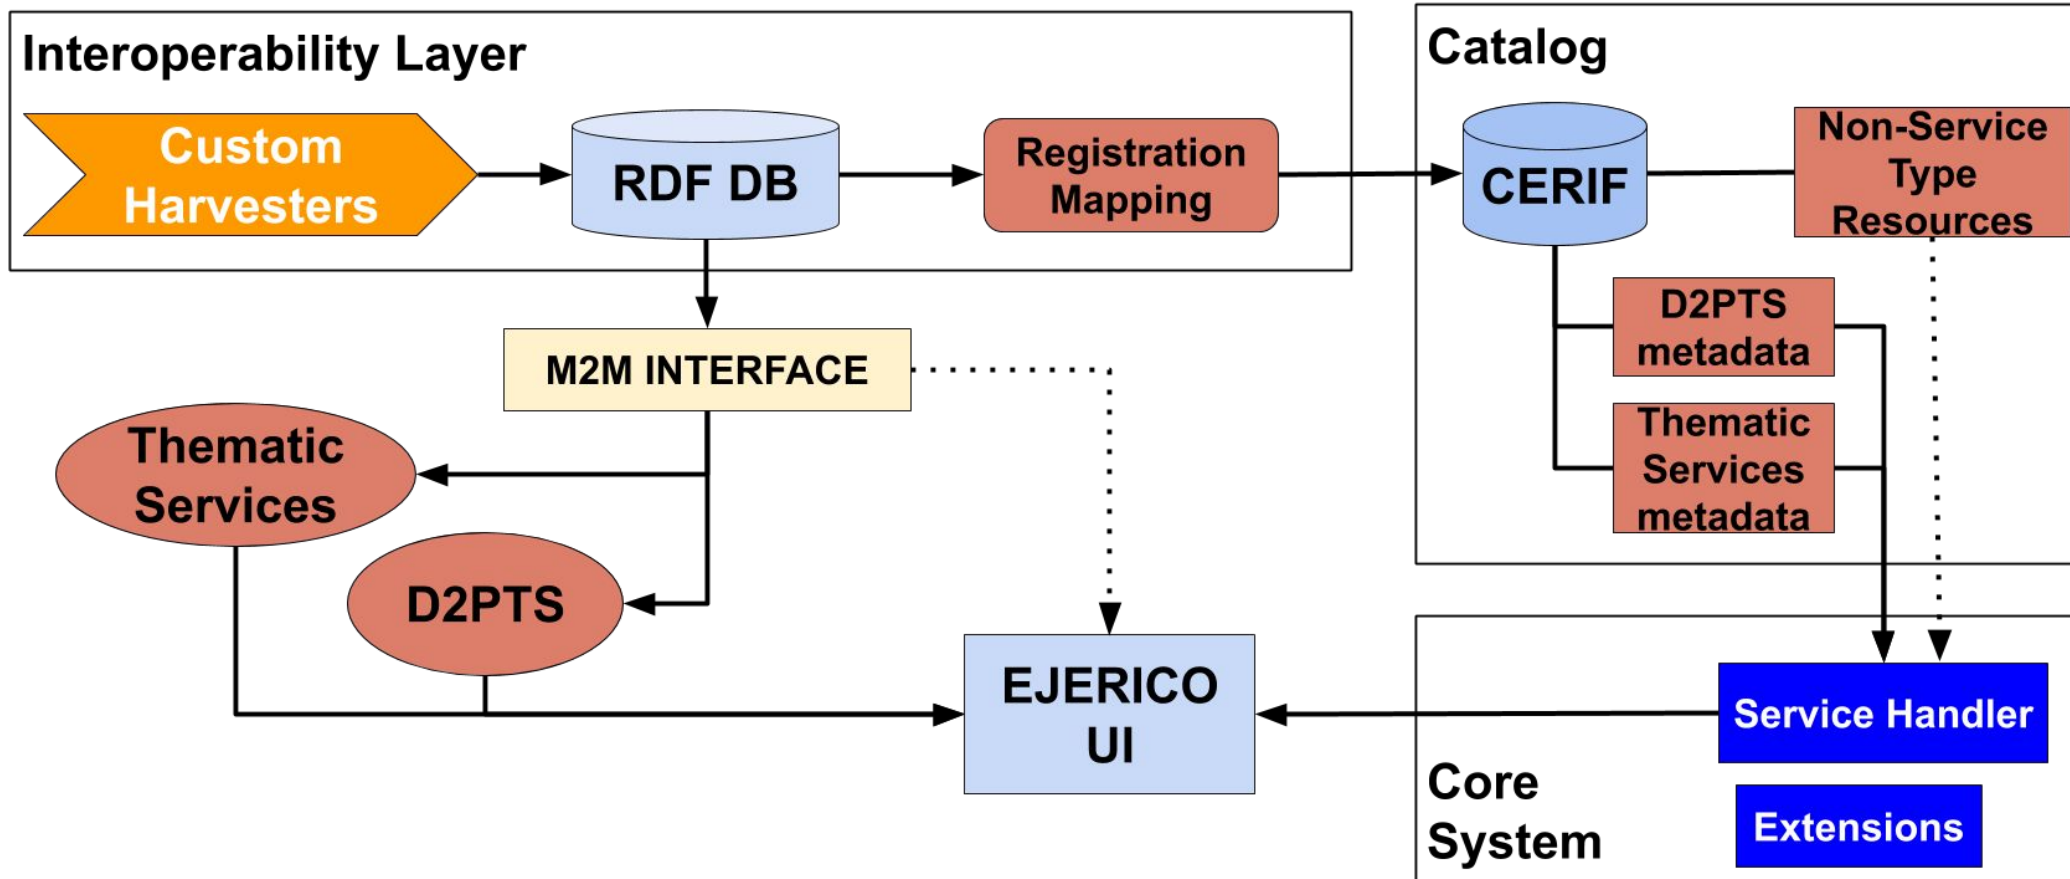 Interoperability Layer
Custom
Harvesters
RDF DB
Registration
Mapping
Catalog
CERIF
Non-Service
Type
Resources
D2PTS
metadata
Thematic
Services
metadata
M2M INTERFACE
Thematic
Services
D2PTS
EJERICO
UI
Service Handler
Core
System
Extensions